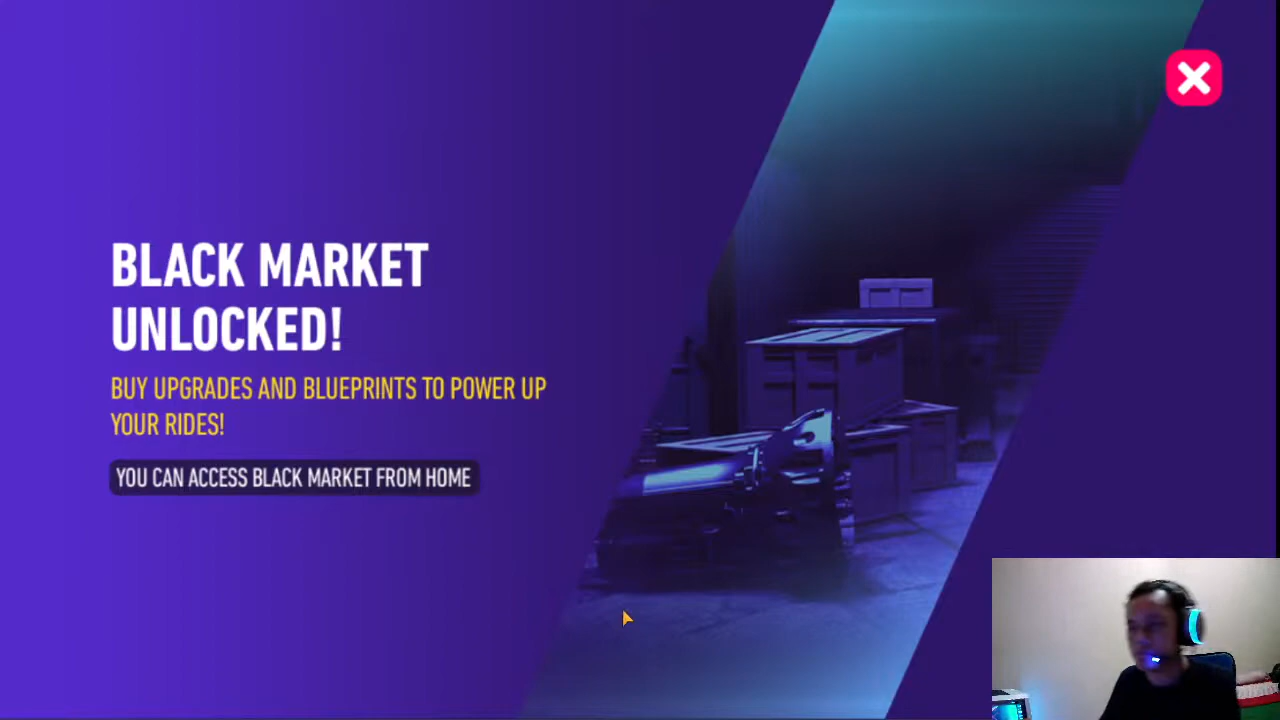 BLACK MARKET
UNLOCKED!
BUY UPGRADES AND BLUEPRINTS TO POWER UP
YOUR RIDES!
YOU CAN ACCESS BLACK MARKET FROM HOME